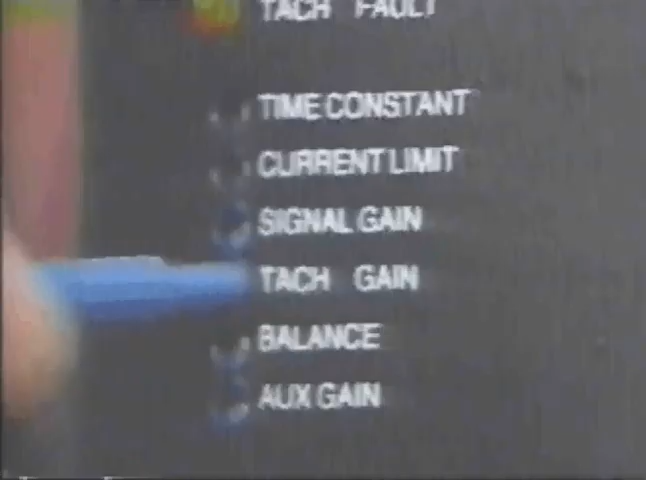 TACH FAULT
TIME CONSTANT
CURRENT LIMIT
SIGNAL GAIN
TACH GAIN
BALANCE
AUX GAIN